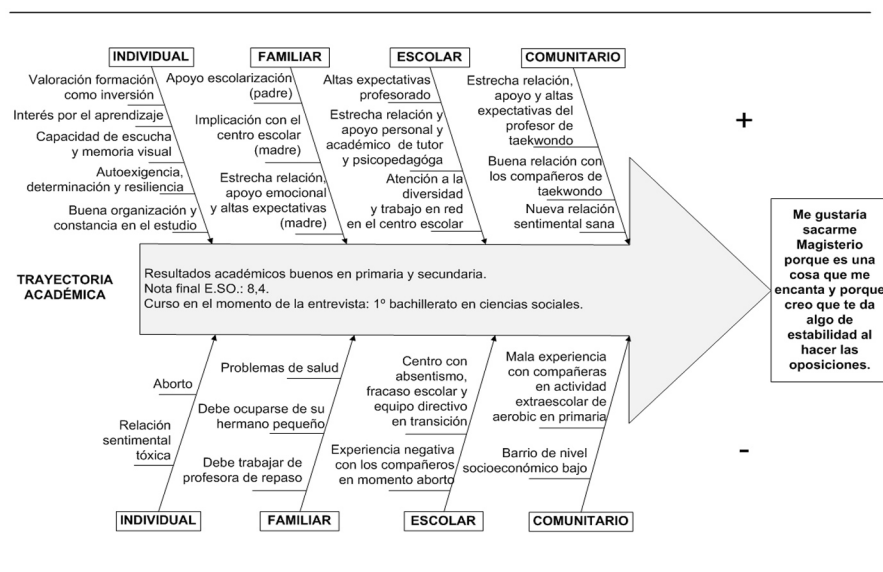 INDIVIDUAL
Valoración formación
como inversión
Interés por el aprendizaje
Capacidad de escucha
y memoria visual
Autoexigencia,
determinación y resiliencia
Buena organización y
constancia en el estudio
FAMILIAR
Apoyo escolarización
(padre)
Implicación con el
centro escolar
(madre)
Estrecha relación,
apoyo emocional
y altas expectativas
(madre)
ESCOLAR
Altas expectativas
profesorado
Estrecha relación y
apoyo personal y
académico de tutor
y psicopedagóga
Atención a la
diversidad
y trabajo en red
en el centro escolar
COMUNITARIO
Estrecha relación,
apoyo y altas
expectativas del
profesor de
taekwondo
Buena relación con
los compañeros de
taekwondo
Nueva relación
sentimental sana
+
TRAYECTORIA
ACADÉMICA
Resultados académicos buenos en primaria y secundaria.
Nota final E.SO.: 8,4.
Curso en el momento de la entrevista: 1º bachillerato en ciencias sociales.
Me gustaría
sacarme
Magisterio
porque es una
cosa que me
encanta y porque
creo que te da
algo de
estabilidad al
hacer las
oposiciones.
Aborto
Relación
sentimental
tóxica
INDIVIDUAL
Problemas de salud
Debe ocuparse de su
hermano pequeño
Debe trabajar de
profesora de repaso
FAMILIAR
Centro con
absentismo,
fracaso escolar y
equipo directivo
en transición
Experiencia negativa
con los compañeros
en momento aborto
ESCOLAR
Mala experiencia
con compañeras
en actividad
extraescolar de
aerobic en primaria
Barrio de nivel
socioeconómico bajo
COMUNITARIO
-